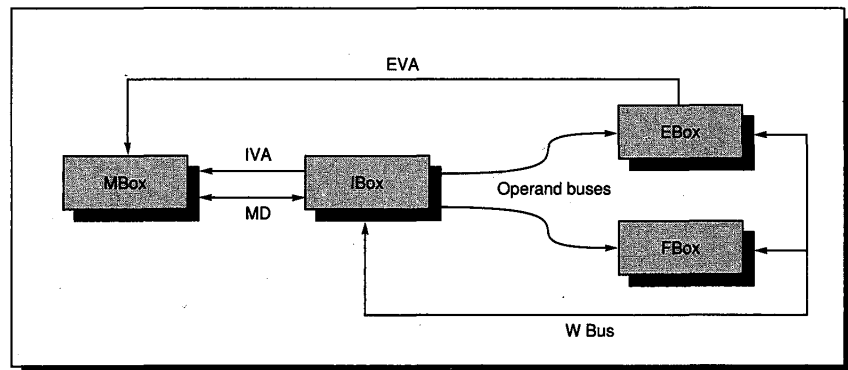 EVA
EBox
IVA
MBox
IBox
Operand buses
MD
FBox
W Bus